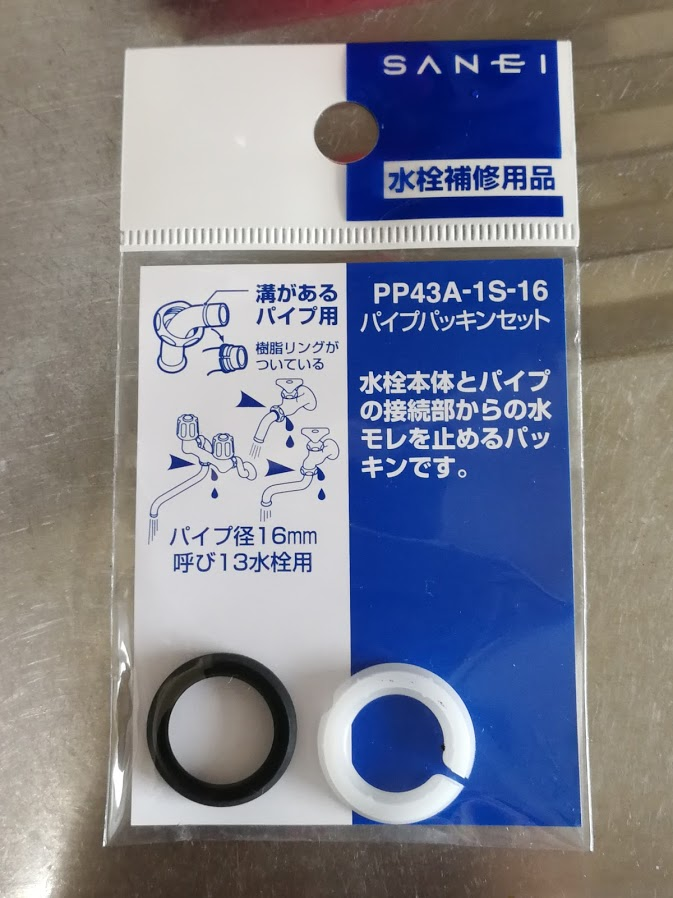 SANEI
水栓補修用品
溝がある
パイプ用
樹脂リングが
ついている
パイプ径16mm
呼び13水栓用
PP43A-1S-16
パイプパッキンセット
水栓本体とパイプ
の接続部からの水
モレを止めるパッ
キンです。